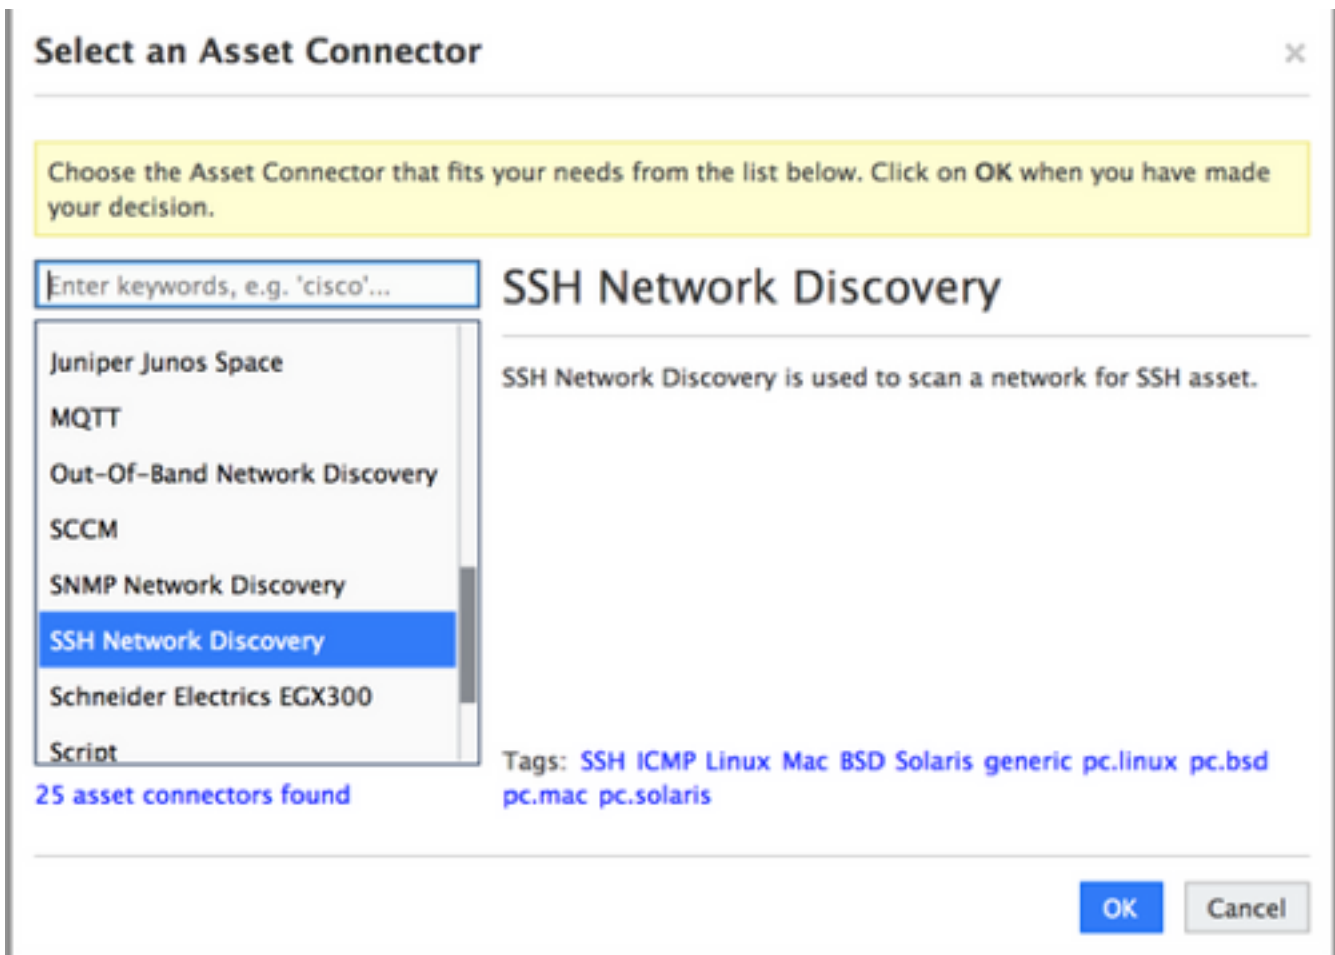 Select an Asset Connector
×
Choose the Asset Connector that fits your needs from the list below. Click on OK when you have made
your decision.
Enter keywords, e.g. 'cisco'...
Juniper Junos Space
MQTT
Out-Of-Band Network Discovery
SCCM
SNMP Network Discovery
SSH Network Discovery
Schneider Electrics EGX300
Script
25 asset connectors found
SSH Network Discovery
SSH Network Discovery is used to scan a network for SSH asset.
Tags: SSH ICMP Linux Mac BSD Solaris generic pc.linux pc.bsd
pc.mac pc.solaris
OK
Cancel